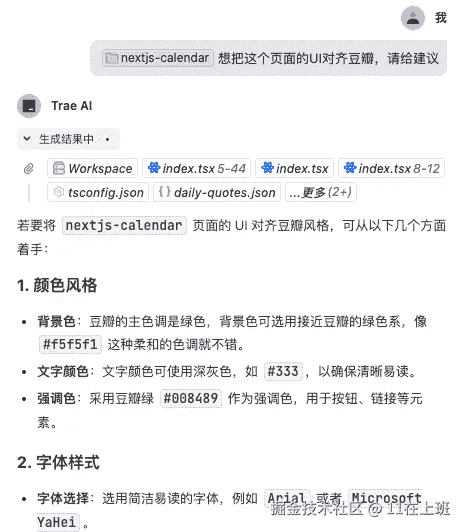 我
nextjs-calendar 想把这个页面的UI对齐豆瓣，请给建议
Trae AI
生成结果中
Workspace index.tsx 5-44 index.tsx index.tsx 8-12
tsconfig.json {} daily-quotes.json ...更多 (2+)
若要将 nextjs-calendar 页面的 UI 对齐豆瓣风格，可从以下几个方面
着手：
1. 颜色风格
• 背景色：豆瓣的主色调是绿色，背景色可选用接近豆瓣的绿色系，像
#f5f5f1 这种柔和的色调就不错。
• 文字颜色：文字颜色可使用深灰色，如 #333，以确保清晰易读。
• 强调色：采用豆瓣绿 #008489 作为强调色，用于按钮、链接等元
素。
2. 字体样式
• 字体选择：选用简洁易读的字体，例如 Arial 或者 Microsoft
YaHei。
掘金技术社区 @ 11在上班